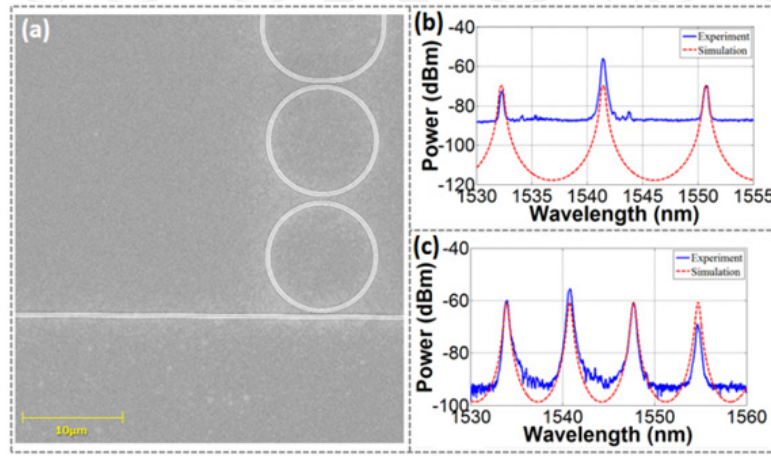 (a)
10μm
(b)
Power (dBm)
-40
-60
-80
-100
-120
Experiment
Simulation
1530
1535
1540
1545
1550
1555
Wavelength (nm)
(c)
Power (dBm)
-40
-60
-80
-100
Experiment
Simulation
1530
1540
1550
1560
Wavelength (nm)